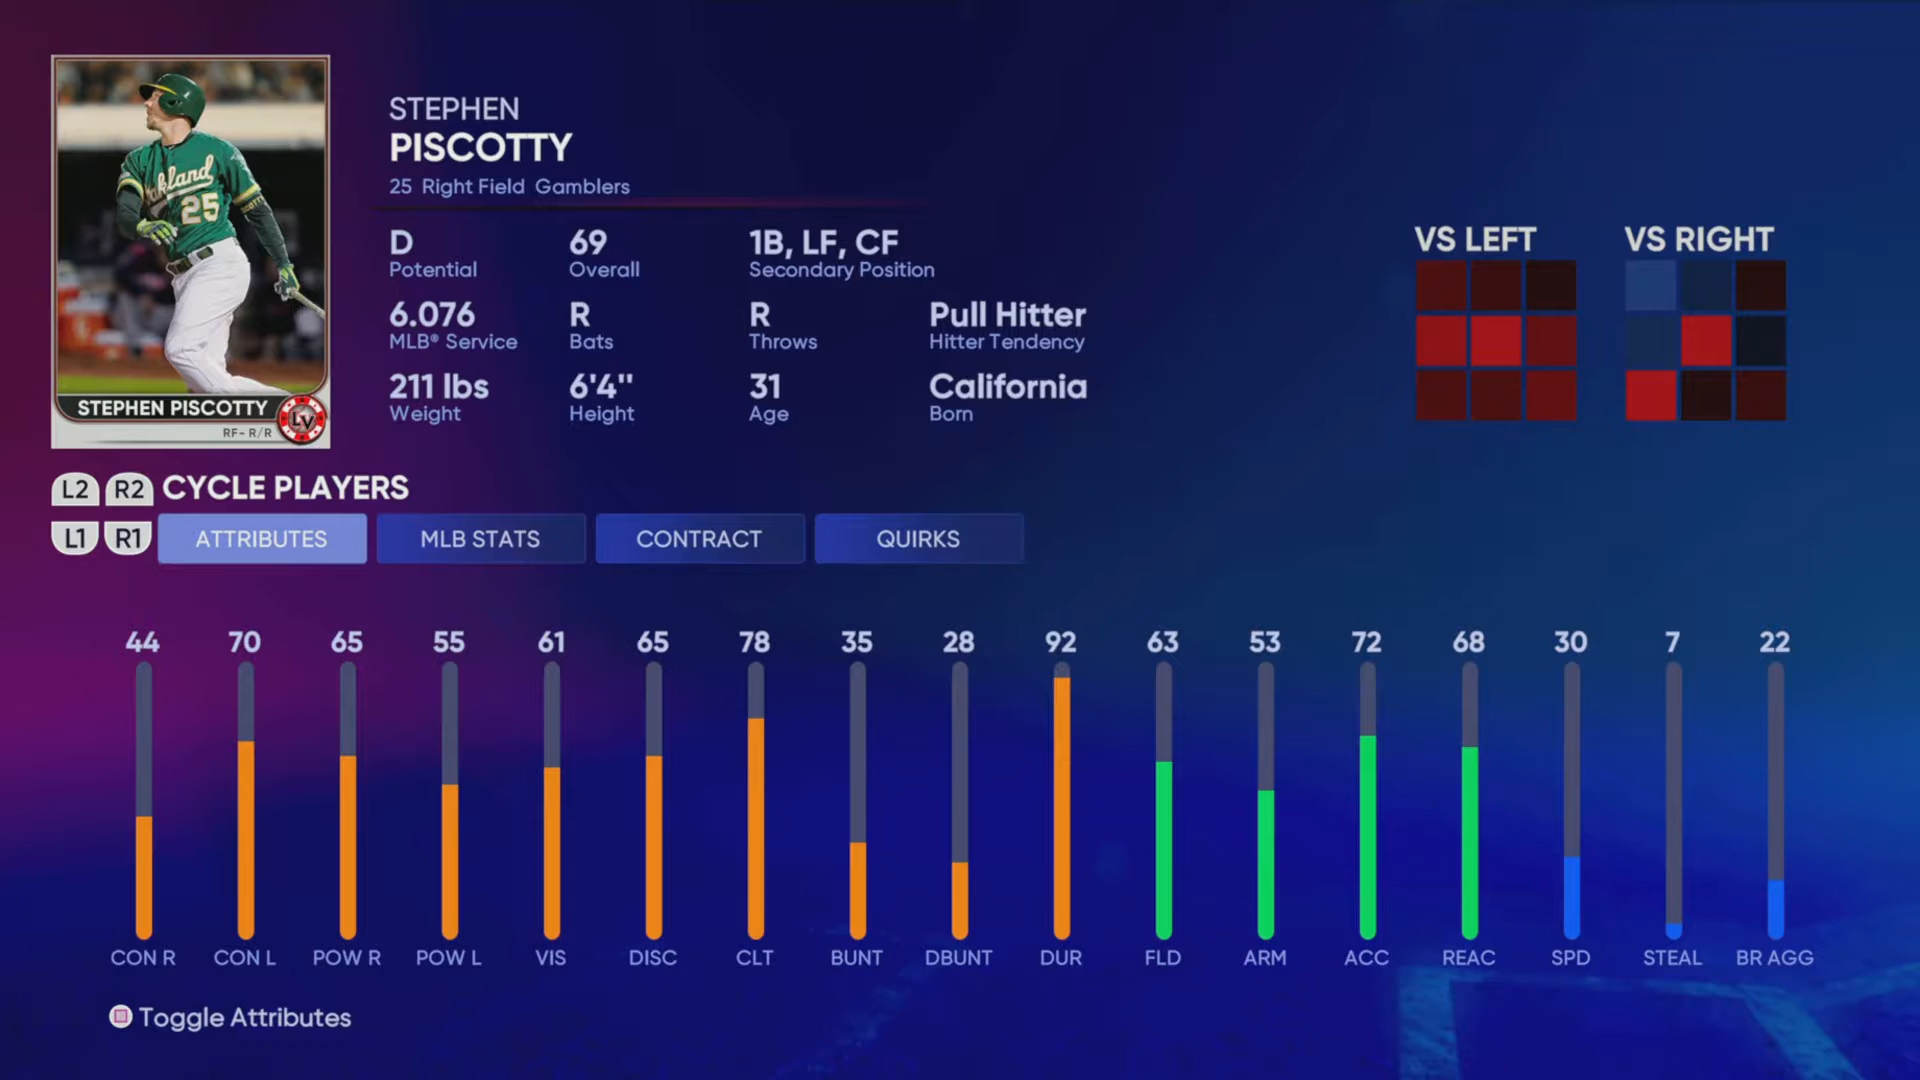 STEPHEN
PISCOTTY
25 Right Field Gamblers
D
Potential
69
Overall
1B, LF, CF
Secondary Position
6.076
MLB® Service
R
Bats
R
Throws
Pull Hitter
Hitter Tendency
211 lbs
Weight
6'4"
Height
31
Age
California
Born
VS LEFT
VS RIGHT
Oakland
25
STEPHEN PISCOTTY
LV
RF- R/R
L2 R2 CYCLE PLAYERS
L1 R1 ATTRIBUTES MLB STATS CONTRACT QUIRKS
44 70 65 55 61 65 78 35 28 92 63 53 72 68 30 7 22
CON R CON L POW R POW L VIS DISC CLT BUNT DBUNT DUR FLD ARM ACC REAC SPD STEAL BR AGG
Toggle Attributes